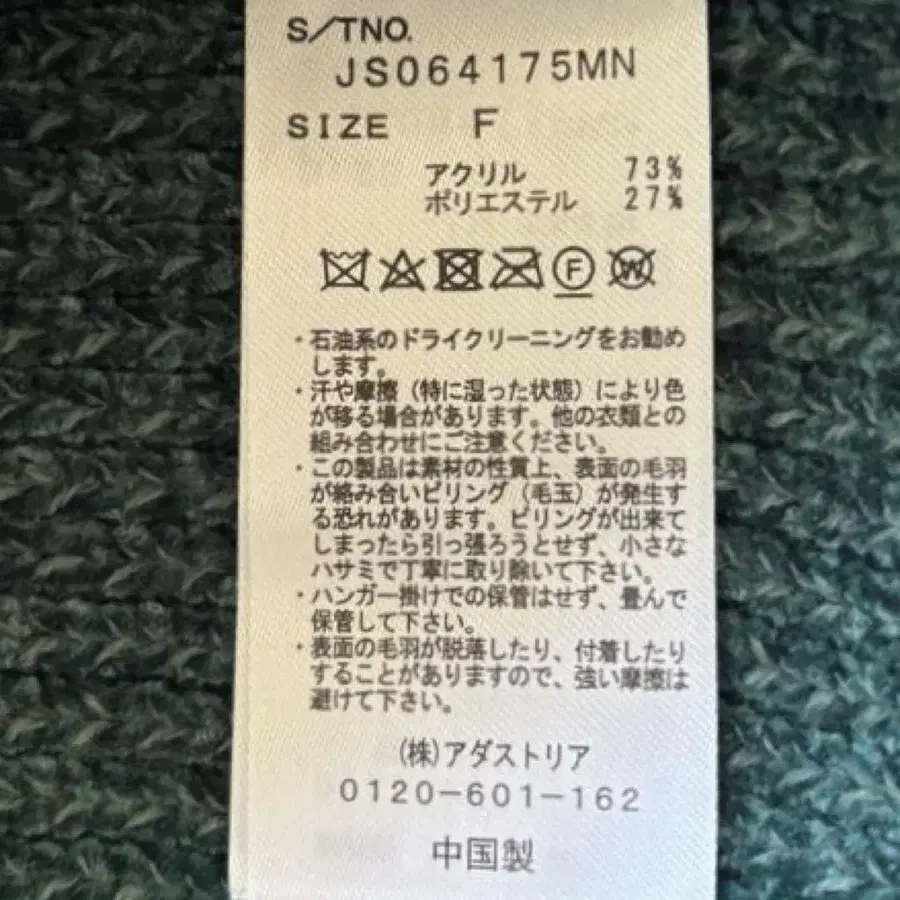 S/TNO.
JS064175MN
SIZE F
アクリル 73%
ポリエステル 27%
F W
・石油系のドライクリーニングをお勧め
します。
・汗や摩擦(特に湿った状態)により色
が移る場合があります。他の衣類との
組み合わせにご注意ください。
・この製品は素材の性質上、表面の毛羽
が絡み合いピリング(毛玉)が発生す
る恐れがあります。ピリングが出来て
しまったら引っ張ろうとせず、小さな
ハサミで丁寧に取り除いて下さい。
・ハンガー掛けでの保管はせず、畳んで
保管して下さい。
・表面の毛羽が脱落したり、付着したり
することがありますので、強い摩擦は
避けて下さい。
(株)アダストリア
0120-601-162
中国製